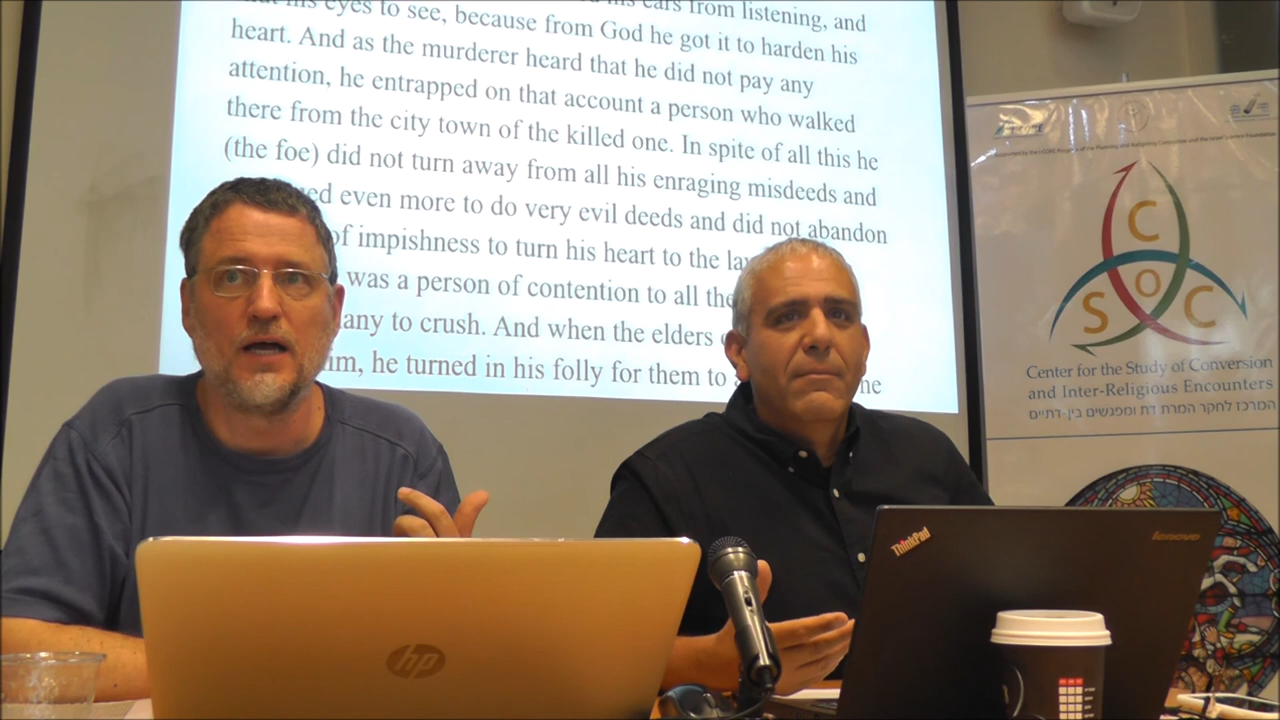 his ears from listening, and
his eyes to see, because from God he got it to harden his
heart. And as the murderer heard that he did not pay any
attention, he entrapped on that account a person who walked
there from the city town of the killed one. In spite of all this he
(the foe) did not turn away from all his enraging misdeeds and
even more to do very evil deeds and did not abandon
of impishness to turn his heart to the
was a person of contention to all
to crush. And when the elders
he turned in his folly for them to
C
S O C
Center for the Study of Conversion
and Inter-Religious Encounters
המרכז לחקר המרת דת ומפגשים בין-דתיים
hp
ThinkPad
lenovo